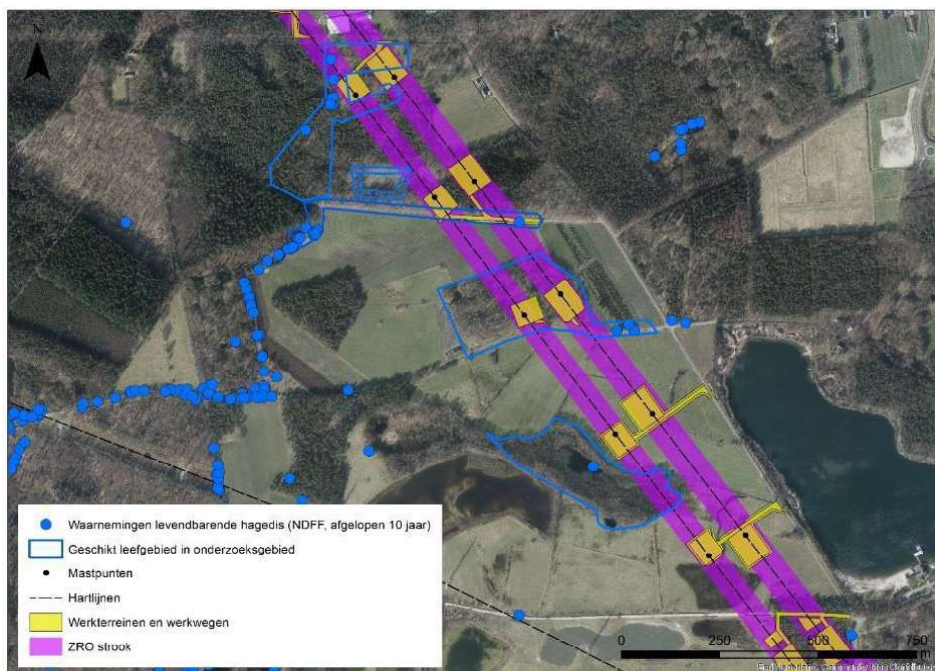 N
Waarnemingen levendbarende hagedis (NDFF, afgelopen 10 jaar)
Geschikt leefgebied in onderzoeksgebied
Mastpunten
Hartlijnen
Werkterreinen en werkwegen
ZRO strook
0 250 500 750
m